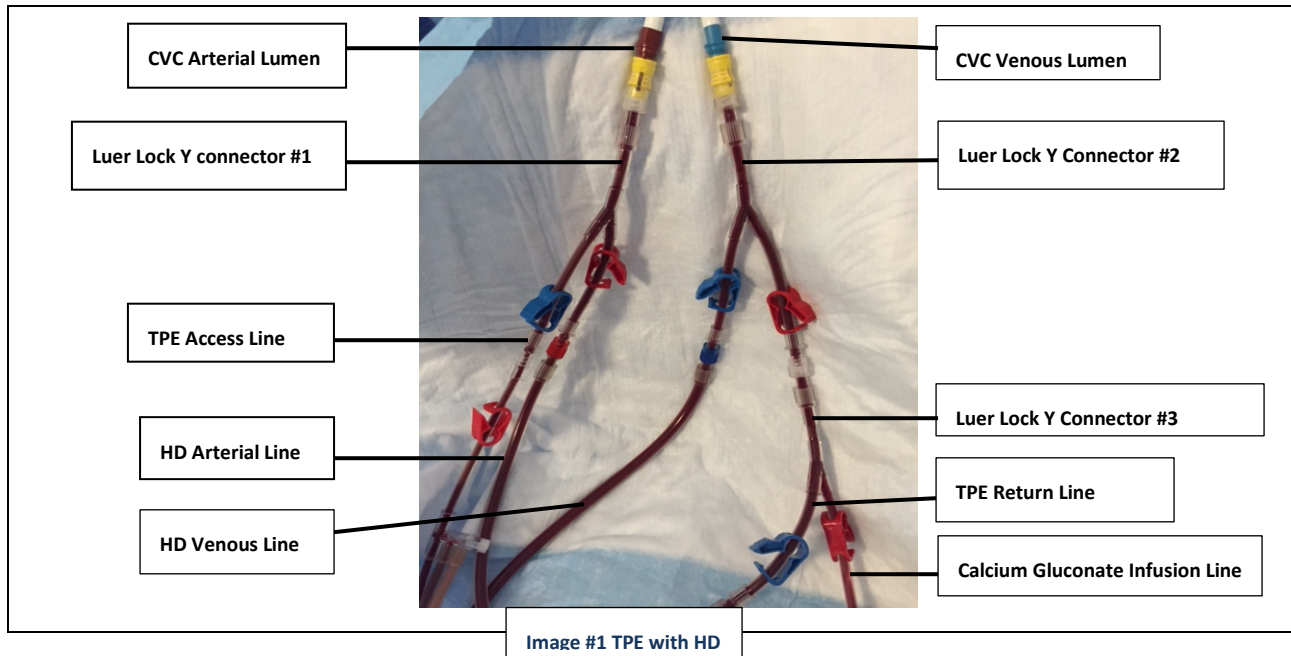 CVC Arterial Lumen
CVC Venous Lumen
Luer Lock Y connector #1
Luer Lock Y Connector #2
TPE Access Line
Luer Lock Y Connector #3
HD Arterial Line
TPE Return Line
HD Venous Line
Calcium Gluconate Infusion Line
Image #1 TPE with HD